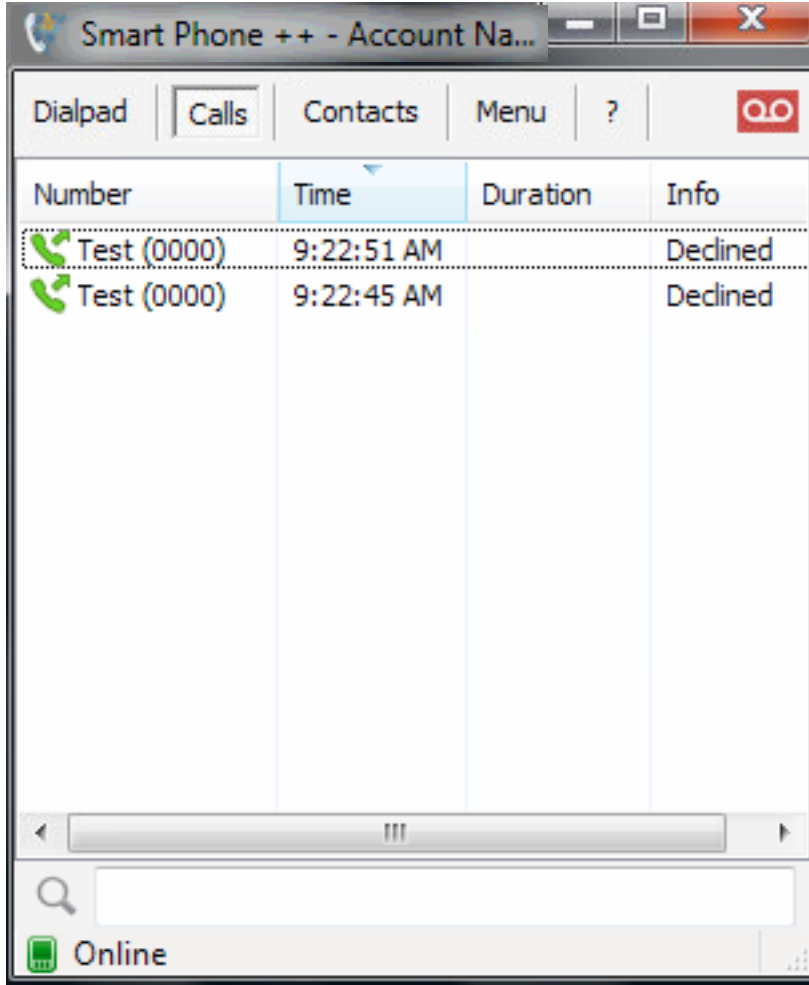 Smart Phone ++ - Account Na...
Dialpad Calls Contacts Menu ?
Number Time Duration Info
Test (0000) 9:22:51 AM Declined
Test (0000) 9:22:45 AM Declined
Online